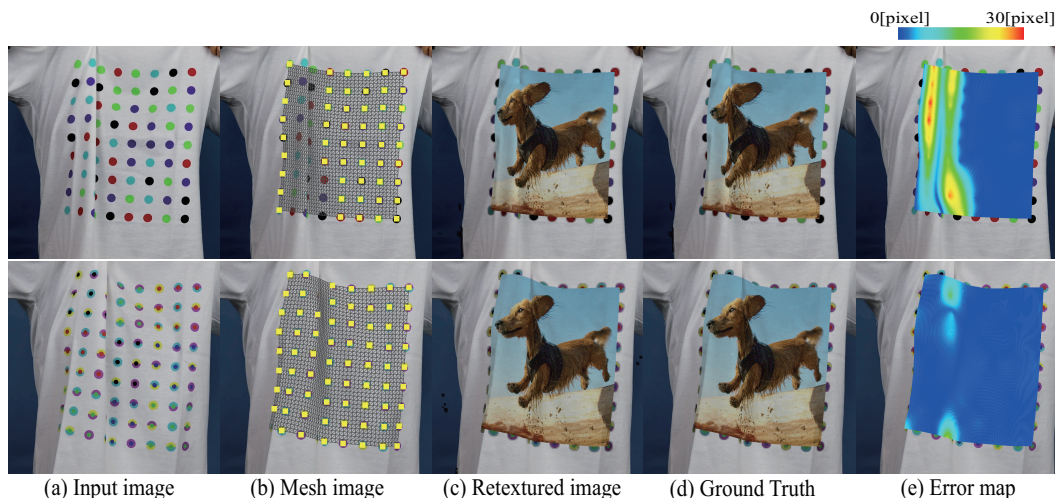 0[pixel] 30[pixel]
(a) Input image (b) Mesh image (c) Retextured image (d) Ground Truth (e) Error map